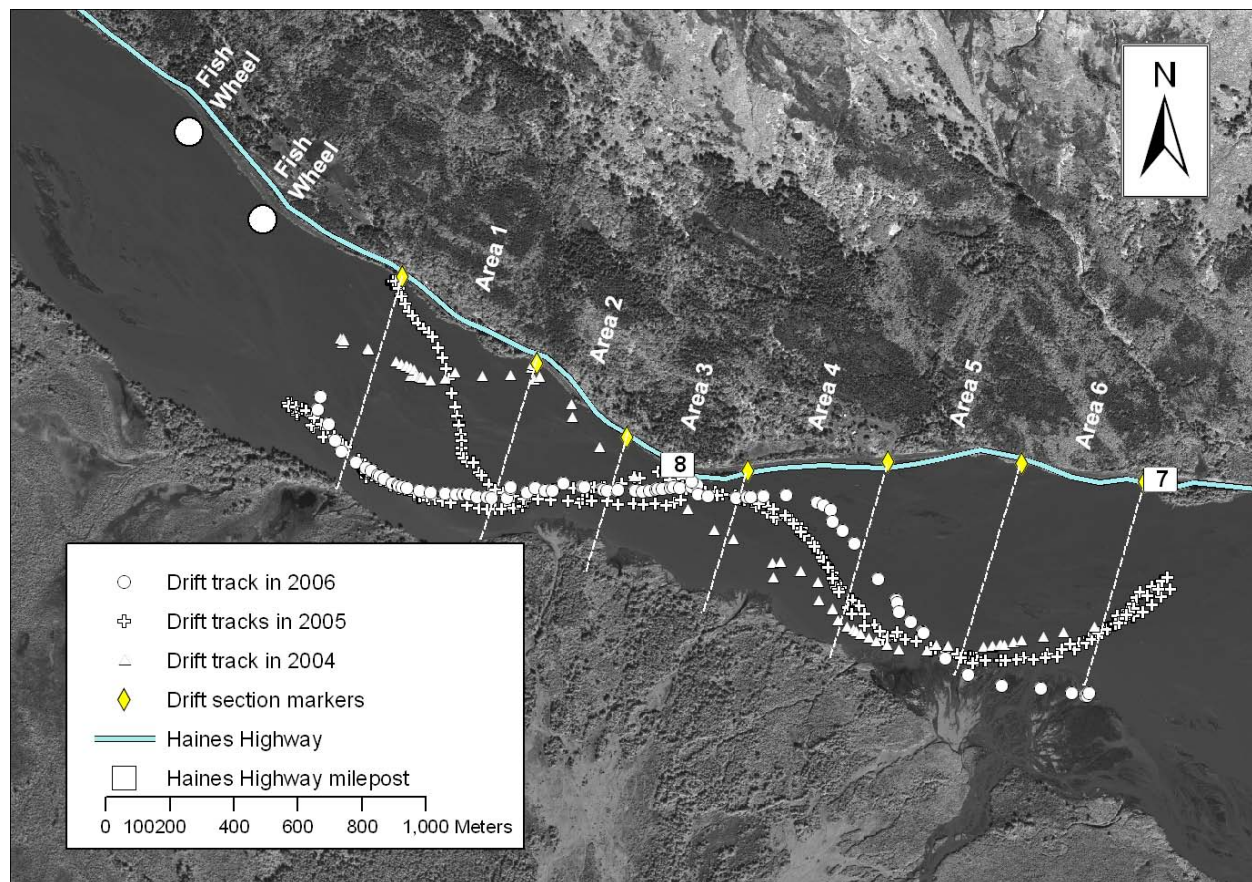 N
Fish
Wheel
Fish
Wheel
Area 1
Area 2
Area 3
Area 4
Area 5
Area 6
8
7
Drift track in 2006
Drift tracks in 2005
Drift track in 2004
Drift section markers
Haines Highway
Haines Highway milepost
0 100200 400 600 800 1,000 Meters